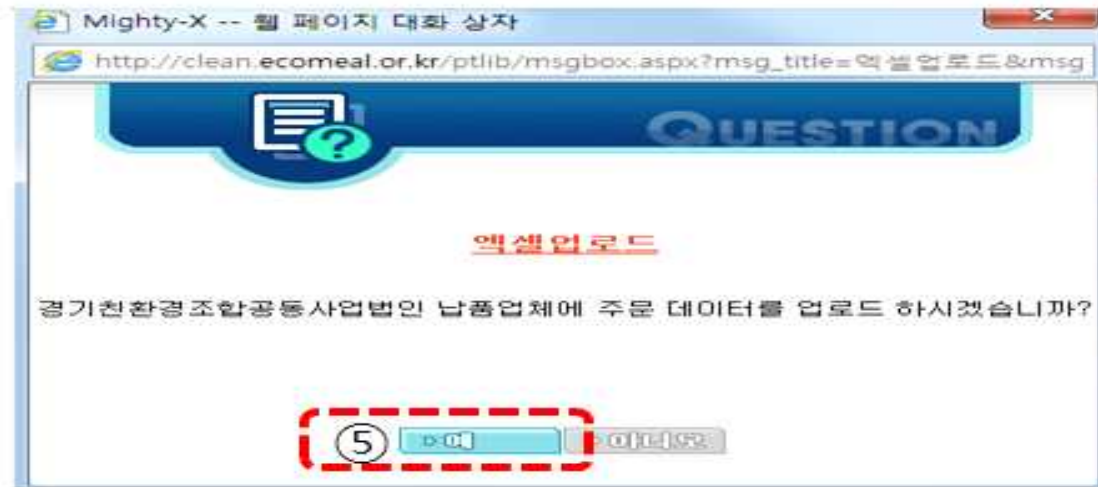 Mighty-X -- 웹 페이지 대화 상자
http://clean.ecomeal.or.kr/ptlib/msgbox.aspx?msg_title=엑셀업로드&msg
QUESTION
엑셀업로드
경기친환경조합공동사업법인 납품업체에 주문 데이터를 업로드 하시겠습니까?
⑤ 예 아니오